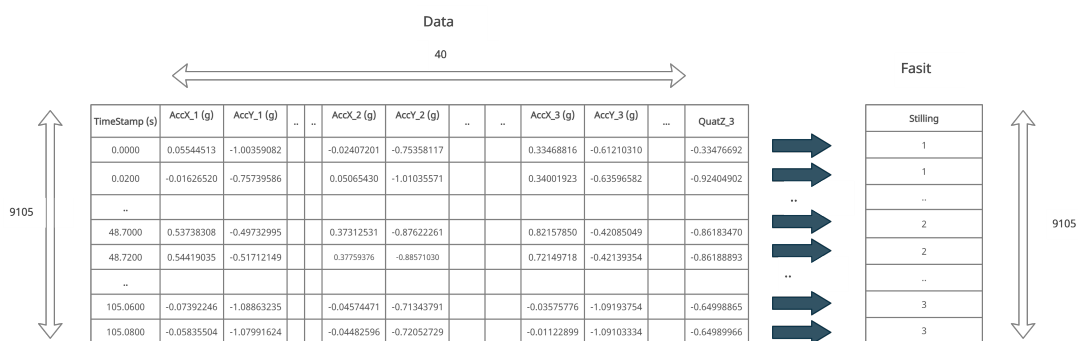 Data
40
Fasit
TimeStamp (s) AccX_1 (g) AccY_1 (g) .. .. AccX_2 (g) AccY_2 (g) .. .. AccX_3 (g) AccY_3 (g) ... QuatZ_3 Stilling
0.0000 0.05544513 -1.00359082 -0.02407201 -0.75358117 0.33468816 -0.61210310 -0.33476692 1
0.0200 -0.01626520 -0.75739586 0.05065430 -1.01035571 0.34001923 -0.63596582 -0.92404902 1
.. .. ..
9105 48.7000 0.53738308 -0.49732995 0.37312531 -0.87622261 0.82157850 -0.42085049 -0.86183470 2 9105
48.7200 0.54419035 -0.51712149 0.37759376 -0.88571030 0.72149718 -0.42139354 -0.86188893 2
.. .. ..
105.0600 -0.07392246 -1.08863235 -0.04574471 -0.71343791 -0.03575776 -1.09193754 -0.64998865 3
105.0800 -0.05835504 -1.07991624 -0.04482596 -0.72052729 -0.01122899 -1.09103334 -0.64989966 3